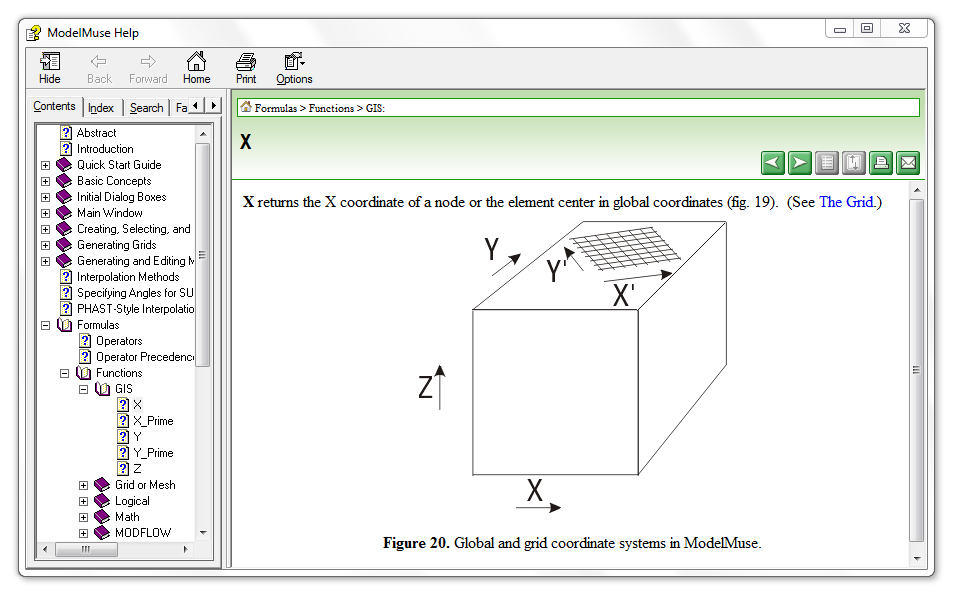 ModelMuse Help
Hide Back Forward Home Print Options
Contents Index Search Fa
Abstract
Introduction
Quick Start Guide
Basic Concepts
Initial Dialog Boxes
Main Window
Creating, Selecting, and
Generating Grids
Generating and Editing M
Interpolation Methods
Specifying Angles for SU
PHAST-Style Interpolatio
Formulas
Operators
Operator Precedenc
Functions
GIS
X
X_Prime
Y
Y_Prime
Z
Grid or Mesh
Logical
Math
MODFLOW
Formulas > Functions > GIS:
X
X returns the X coordinate of a node or the element center in global coordinates (fig. 19). (See The Grid.)
Y
Y'
X'
Z
X
Figure 20. Global and grid coordinate systems in ModelMuse.